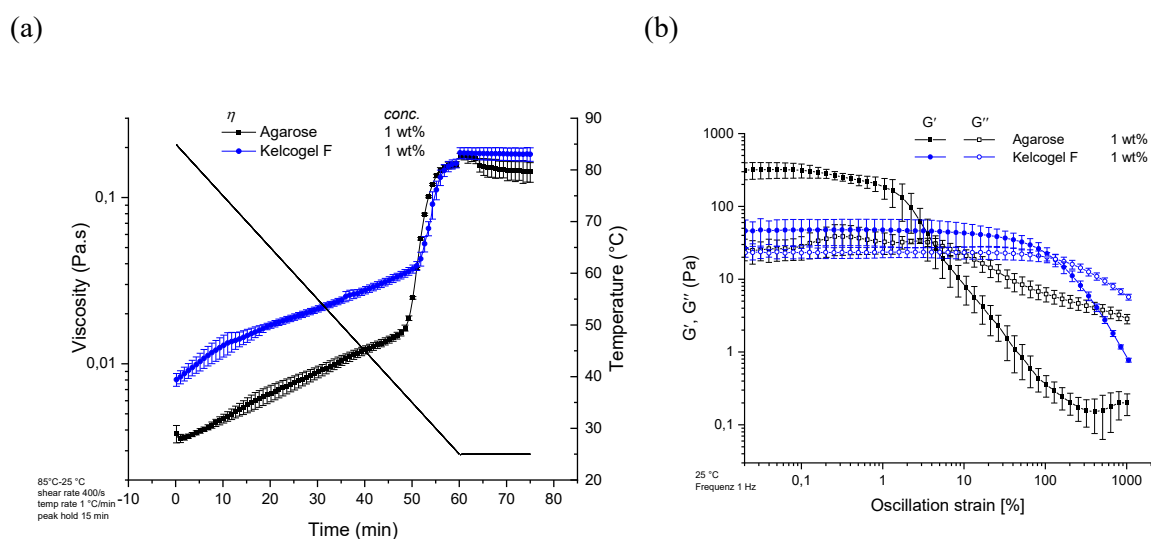 (a)
(b)
η conc.
Agarose 1 wt%
Kelcogel F 1 wt%
Viscosity (Pa.s)
0,1
0,01
Temperature (°C)
90
80
70
60
50
40
30
20
-10 0 10 20 30 40 50 60 70 80
Time (min)
85°C-25 °C
shear rate 400/s
temp rate 1 °C/min
peak hold 15 min
G′ G″
Agarose 1 wt%
Kelcogel F 1 wt%
G′, G″ (Pa)
1000
100
10
1
0,1
0,1 1 10 100 1000
Oscillation strain [%]
25 °C
Frequenz 1 Hz